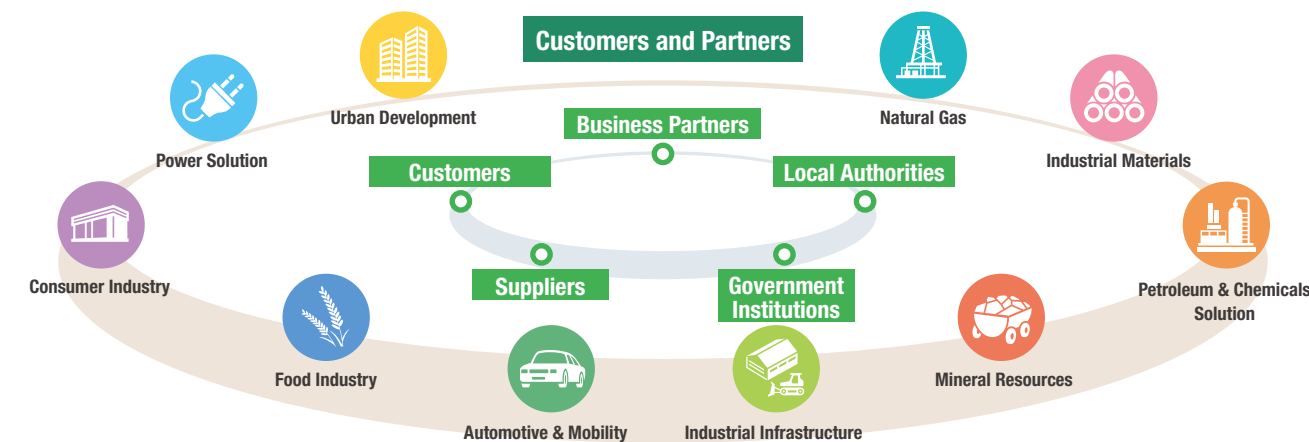 Customers and Partners
Urban Development
Natural Gas
Business Partners
Power Solution
Industrial Materials
Customers
Local Authorities
Consumer Industry
Suppliers
Government
Institutions
Petroleum & Chemicals
Solution
Food Industry
Mineral Resources
Automotive & Mobility
Industrial Infrastructure